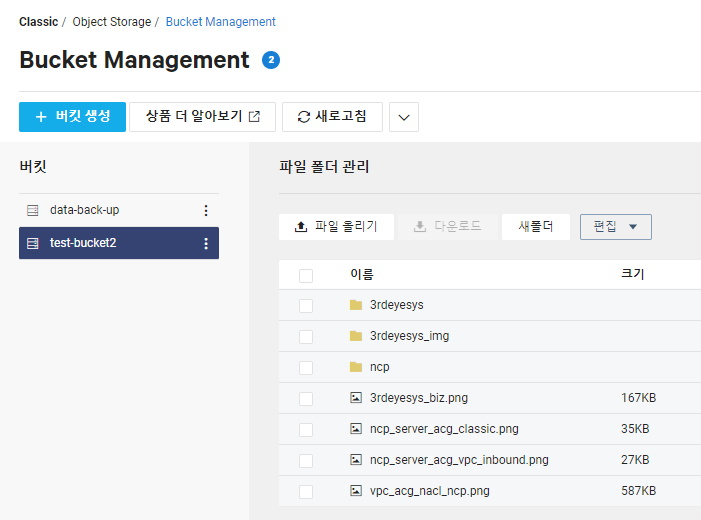 Classic / Object Storage / Bucket Management
Bucket Management 2
+ 버킷 생성 상품 더 알아보기 새로고침
버킷
data-back-up
test-bucket2
파일 폴더 관리
파일 올리기 다운로드 새폴더 편집
이름 크기
3rdeyesys
3rdeyesys_img
ncp
3rdeyesys_biz.png 167KB
ncp_server_acg_classic.png 35KB
ncp_server_acg_vpc_inbound.png 27KB
vpc_acg_nacl_ncp.png 587KB